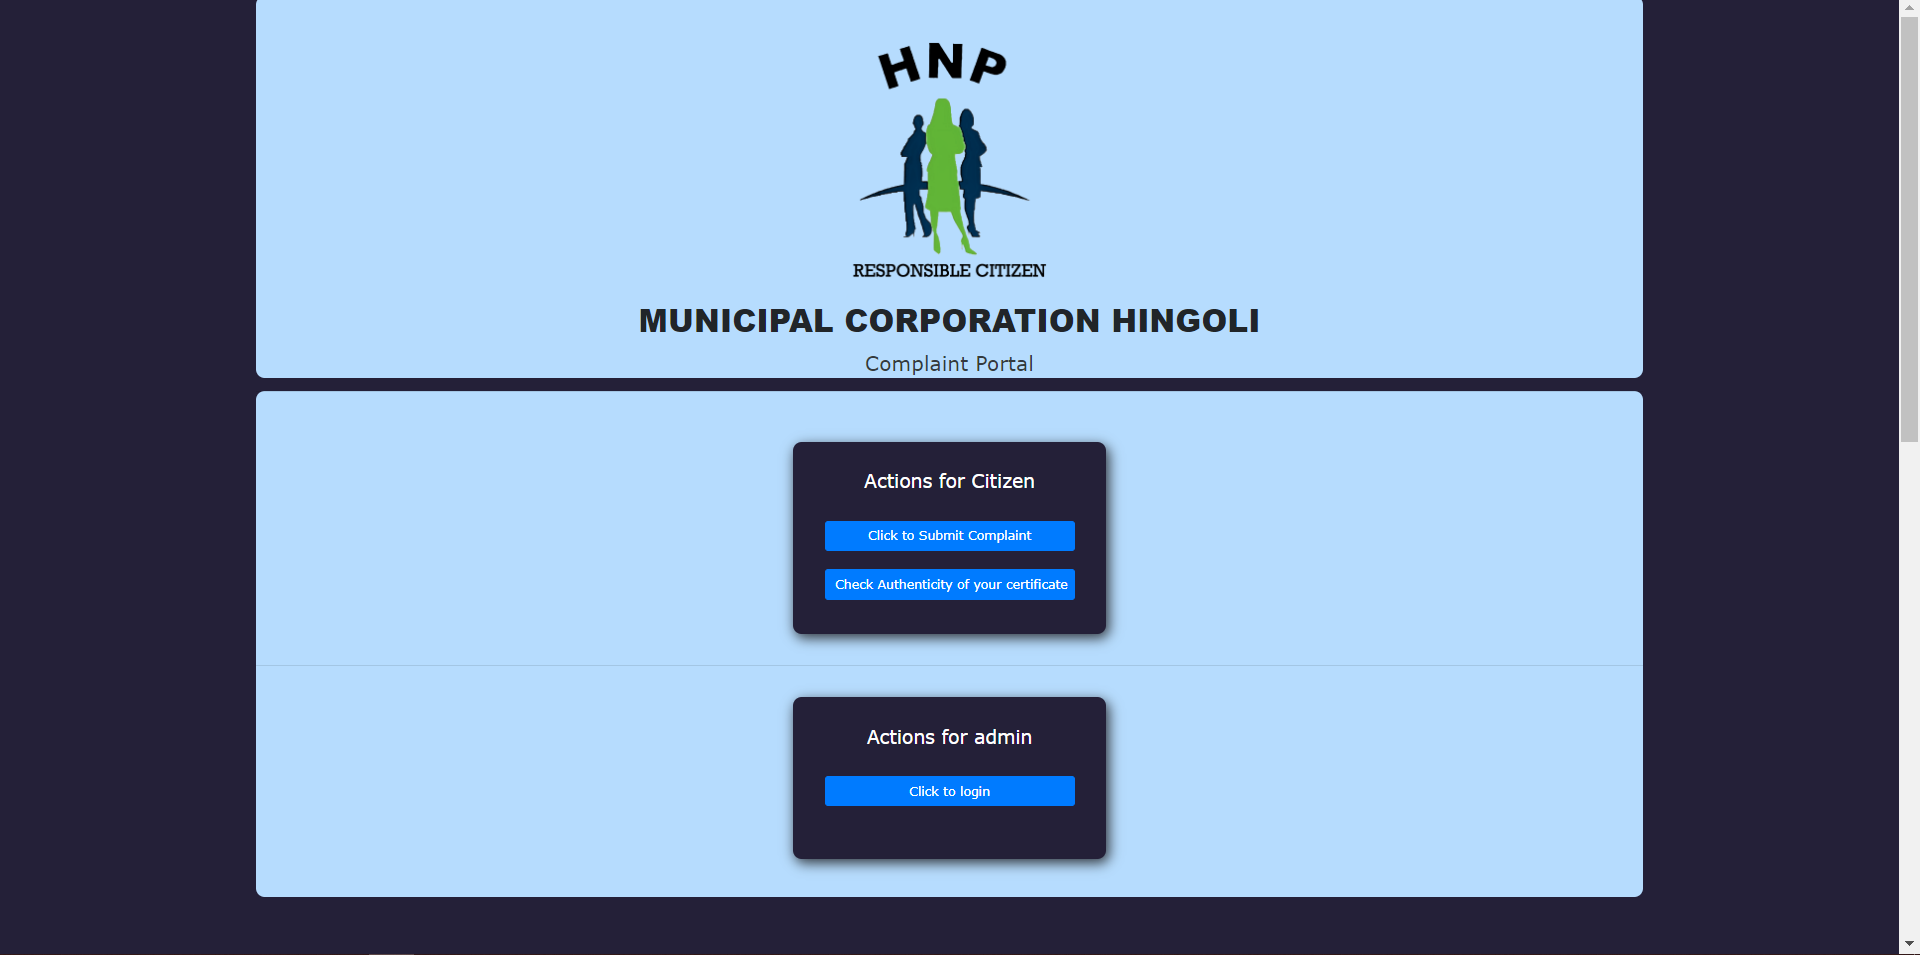 HNP
RESPONSIBLE CITIZEN
MUNICIPAL CORPORATION HINGOLI
Complaint Portal
Actions for Citizen
Click to Submit Complaint
Check Authenticity of your certificate
Actions for admin
Click to login